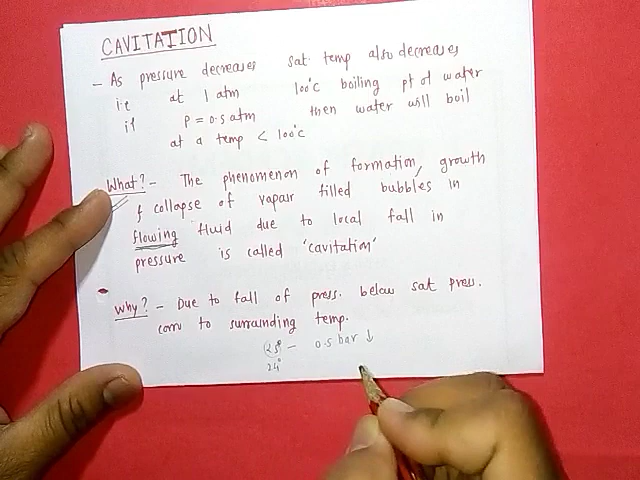 CAVITATION
- As pressure decreases sat. temp also decreases
i.e at 1 atm 100°C boiling pt of water
if P = 0.5 atm then water will boil
at a temp < 100°C
What? - The phenomenon of formation, growth
& collapse of vapour filled bubbles in
flowing fluid due to local fall in
pressure is called 'cavitation'
Why? - Due to fall of press. below sat press.
corr to surrounding temp.
25° - 0.5 bar ↓
24°